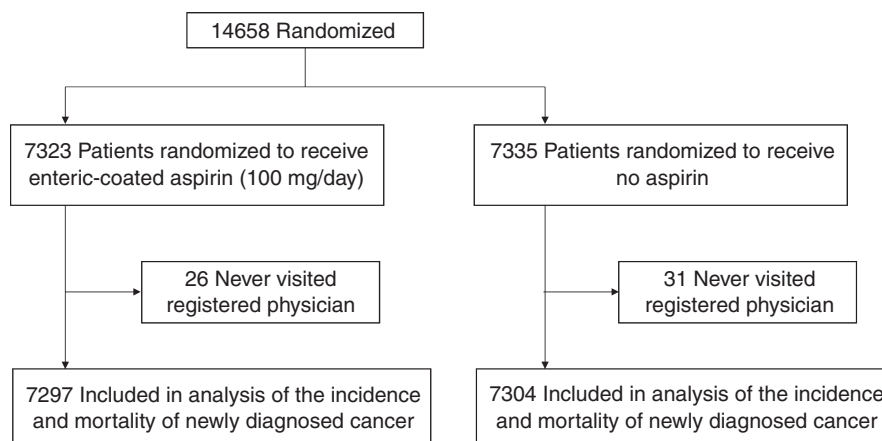 14658 Randomized
7323 Patients randomized to receive
enteric-coated aspirin (100 mg/day)
7335 Patients randomized to receive
no aspirin
26 Never visited
registered physician
31 Never visited
registered physician
7297 Included in analysis of the incidence
and mortality of newly diagnosed cancer
7304 Included in analysis of the incidence
and mortality of newly diagnosed cancer